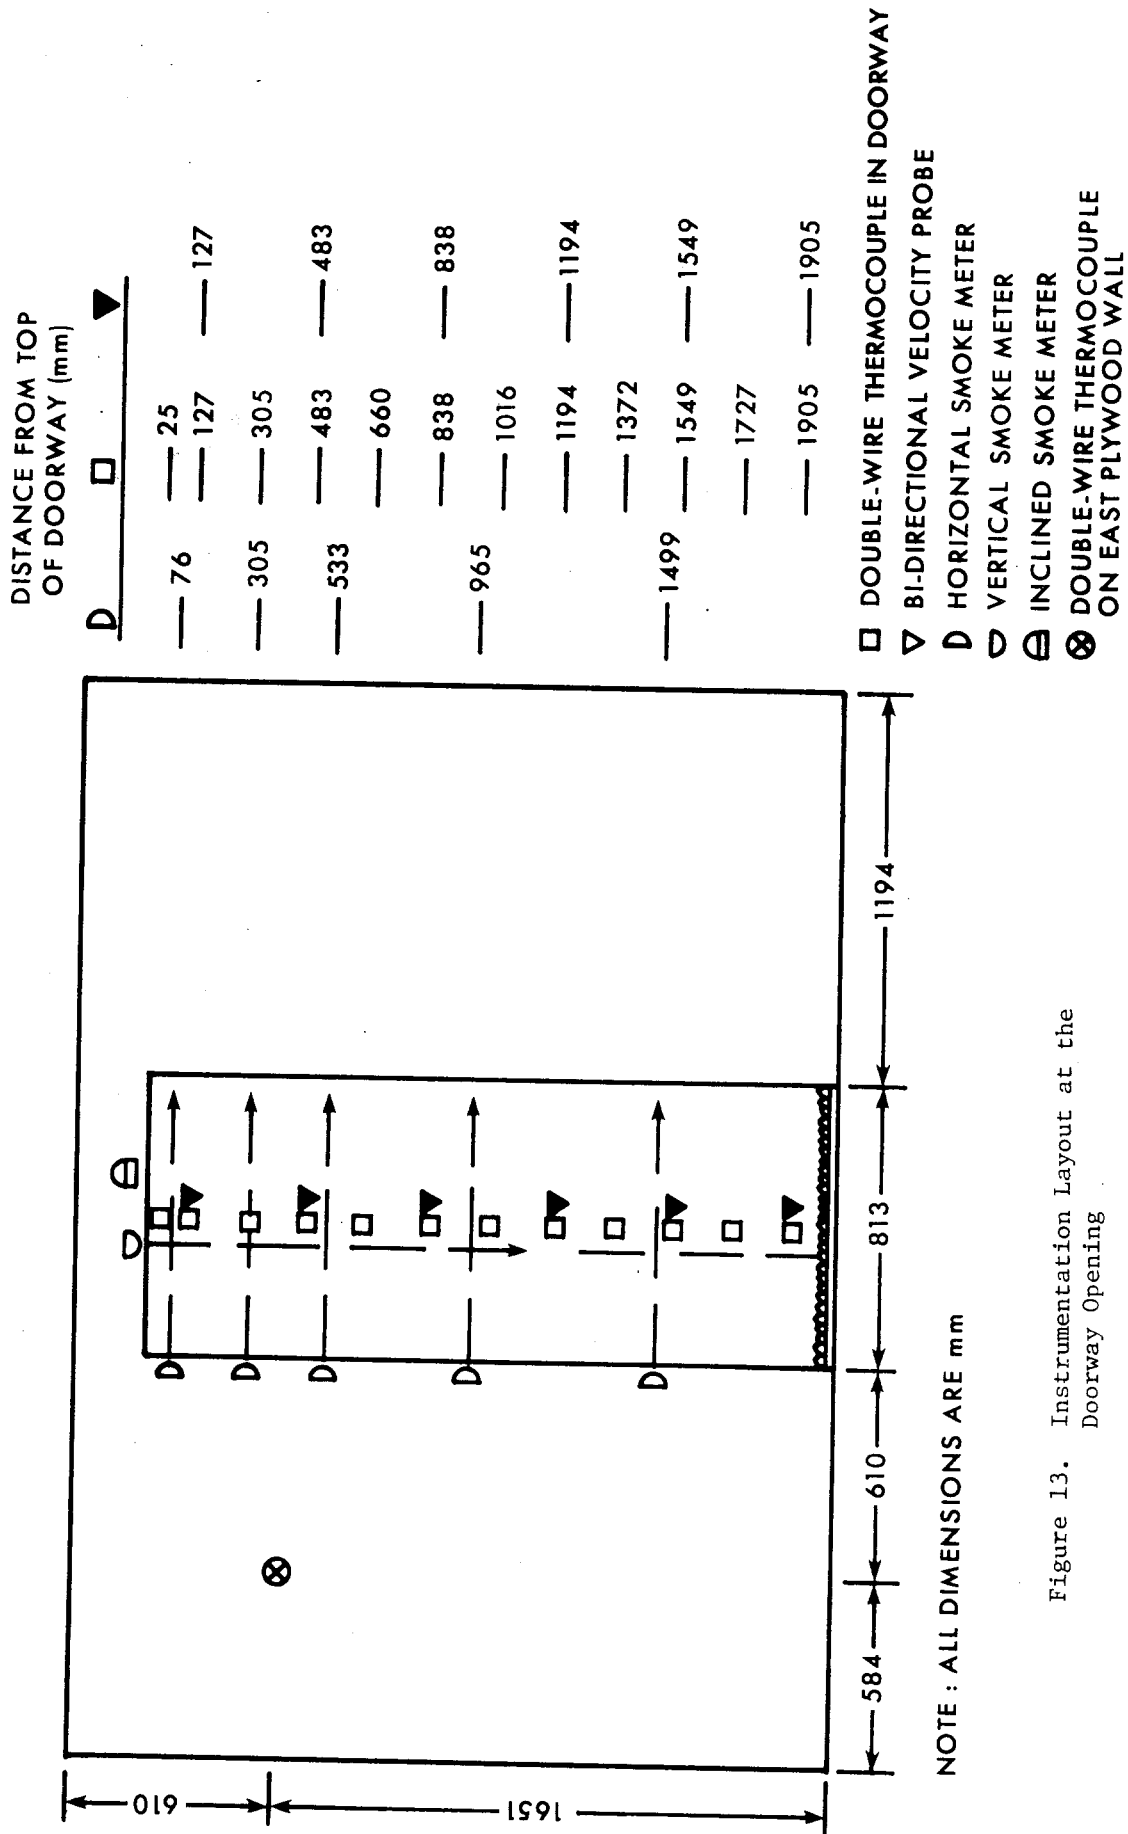 DISTANCE FROM TOP
OF DOORWAY (mm)
D □ ▼
76
305
533
965
1499
25
127
305
483
660
838
1016
1194
1372
1549
1727
1905
127
483
838
1194
1549
1905
□ DOUBLE-WIRE THERMOCOUPLE IN DOORWAY
▽ BI-DIRECTIONAL VELOCITY PROBE
D HORIZONTAL SMOKE METER
VERTICAL SMOKE METER
INCLINED SMOKE METER
⊗ DOUBLE-WIRE THERMOCOUPLE
ON EAST PLYWOOD WALL
610
1651
584
610
813
1194
NOTE : ALL DIMENSIONS ARE mm
Figure 13. Instrumentation Layout at the
Doorway Opening